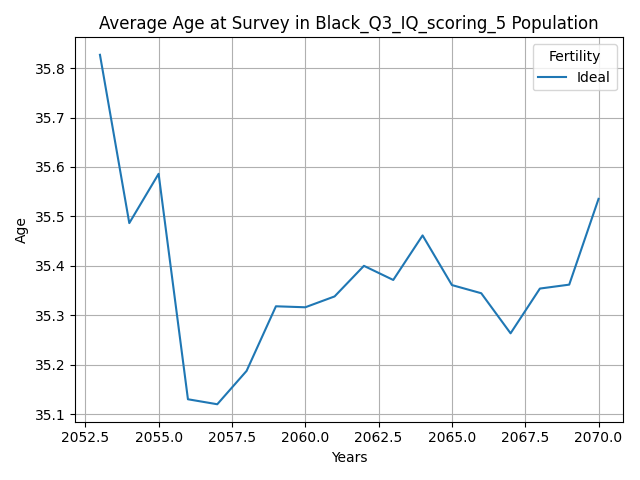 Average Age at Survey in Black_Q3_IQ_scoring_5 Population
Fertility
Ideal
35.8
35.7
35.6
35.5
35.4
35.3
35.2
35.1
Age
2052.5 2055.0 2057.5 2060.0 2062.5 2065.0 2067.5 2070.0
Years